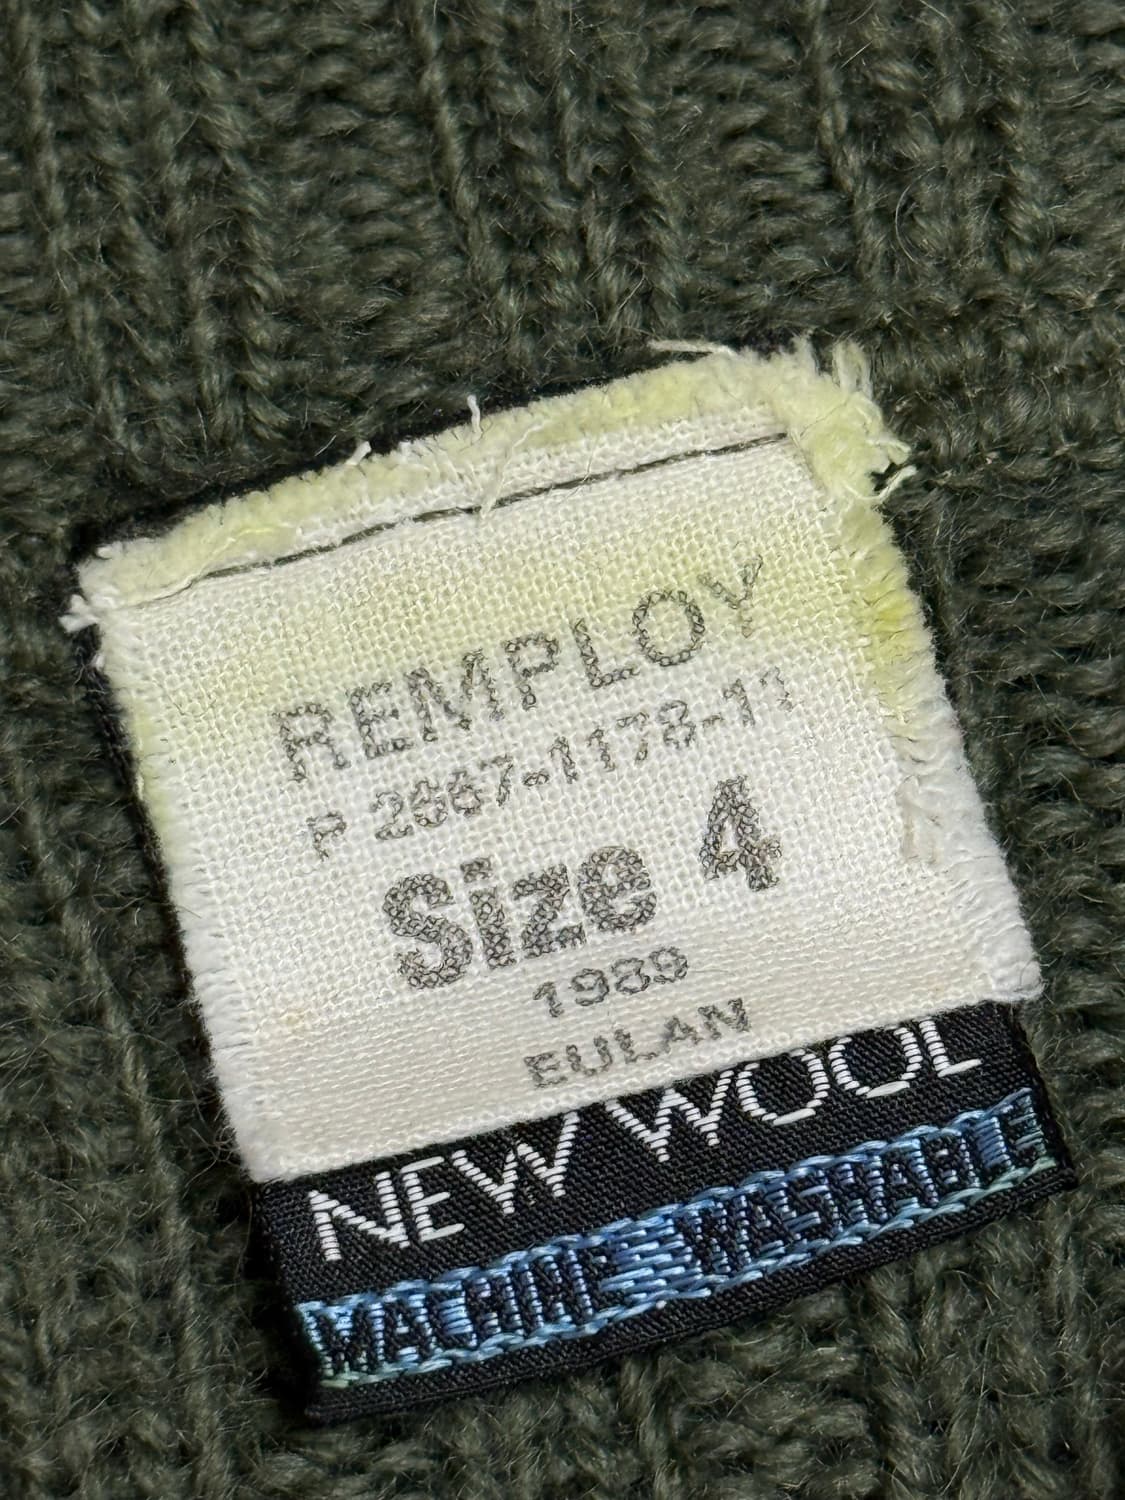 REMPLOY
P 2667-1178-11
Size 4
1989
EULAN
NEW WOOL
MACHINE WASHABLE